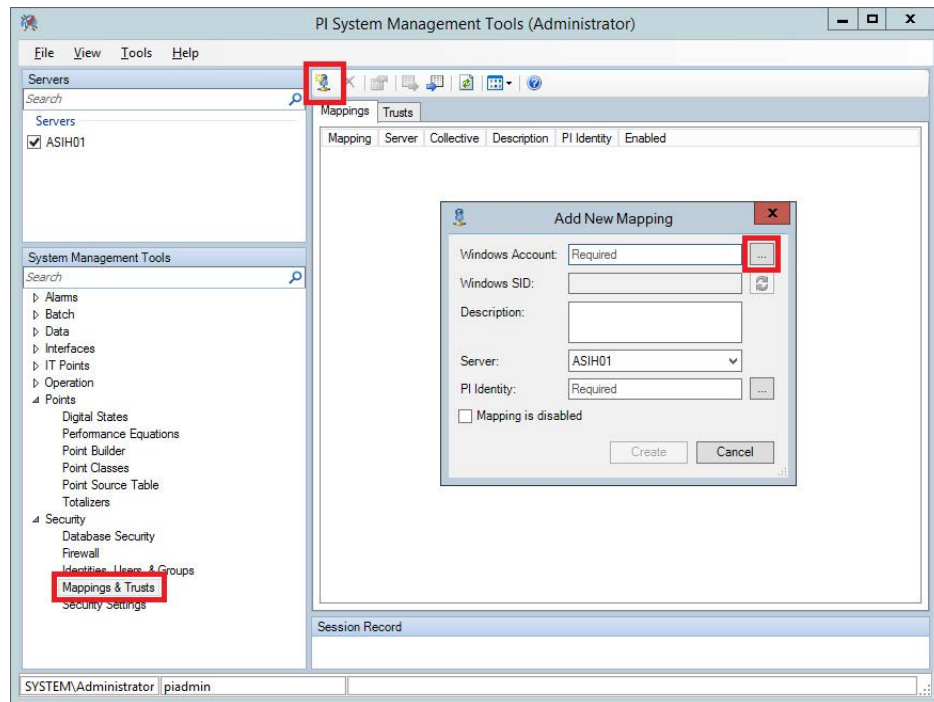 PI System Management Tools (Administrator)
File View Tools Help
Servers
Search
Servers
ASIH01
Mappings Trusts
Mapping Server Collective Description PI Identity Enabled
Add New Mapping
Windows Account: Required ...
Windows SID:
Description:
Server: ASIH01
PI Identity: Required ...
Mapping is disabled
Create Cancel
System Management Tools
Search
Alarms
Batch
Data
Interfaces
IT Points
Operation
Points
Digital States
Performance Equations
Point Builder
Point Classes
Point Source Table
Totalizers
Security
Database Security
Firewall
Identities, Users, & Groups
Mappings & Trusts
Security Settings
Session Record
SYSTEM\Administrator piadmin